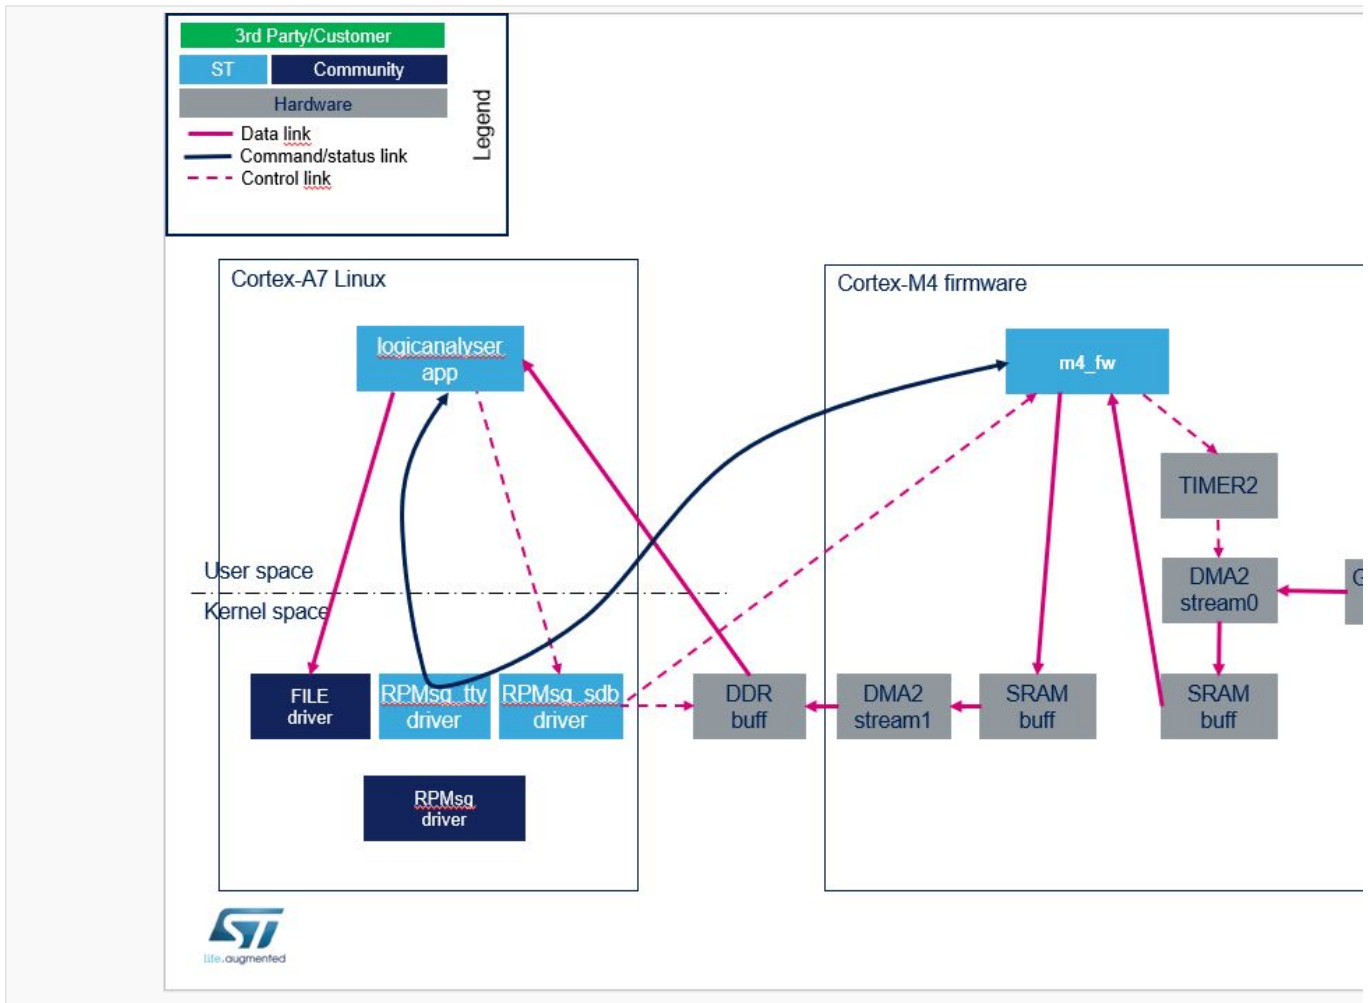 3rd Party/Customer
ST
Community
Hardware
Data link
Command/status link
Control link
Legend
Cortex-A7 Linux
Cortex-M4 firmware
logicanalyser
app
m4_fw
TIMER2
User space
Kernel space
DMA2
stream0
G
FILE
driver
RPMsg_tty
driver
RPMsg_sdb
driver
DDR
buff
DMA2
stream1
SRAM
buff
SRAM
buff
RPMsg
driver
ST
life.augmented